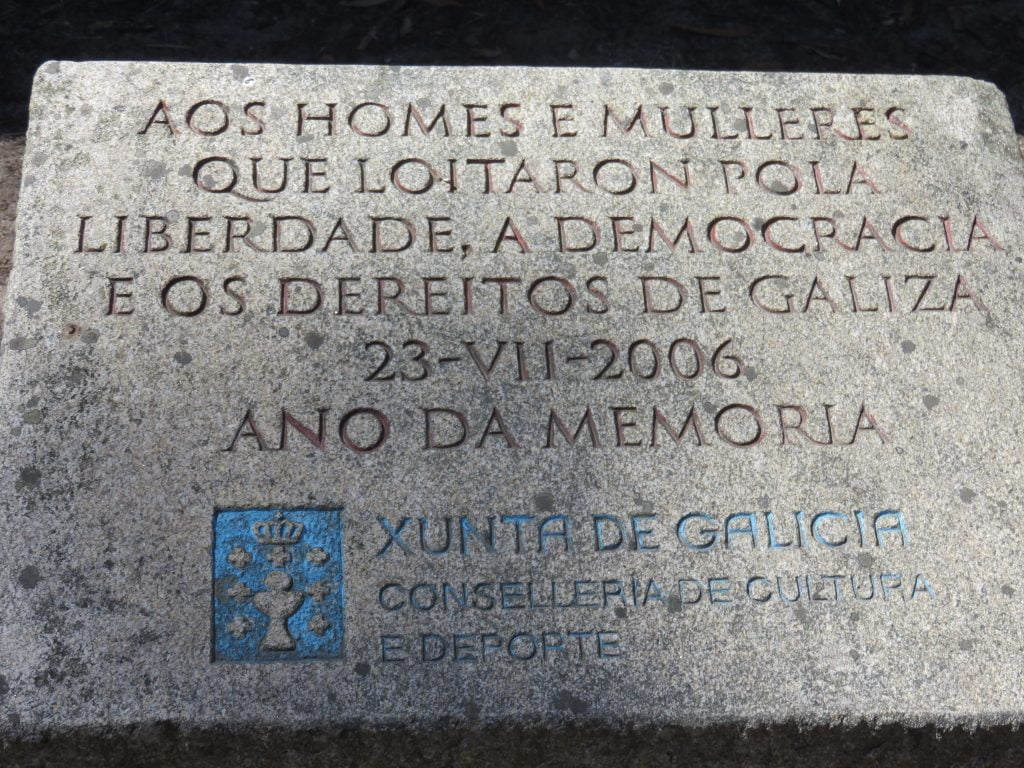 AOS HOMES E MULLERES
QUE LOITARON POLA
LIBERDADE, A DEMOCRACIA
E OS DEREITOS DE GALIZA
23-VII-2006
ANO DA MEMORIA
XUNTA DE GALICIA
CONSELLERIA DE CULTURA
E DEPORTE